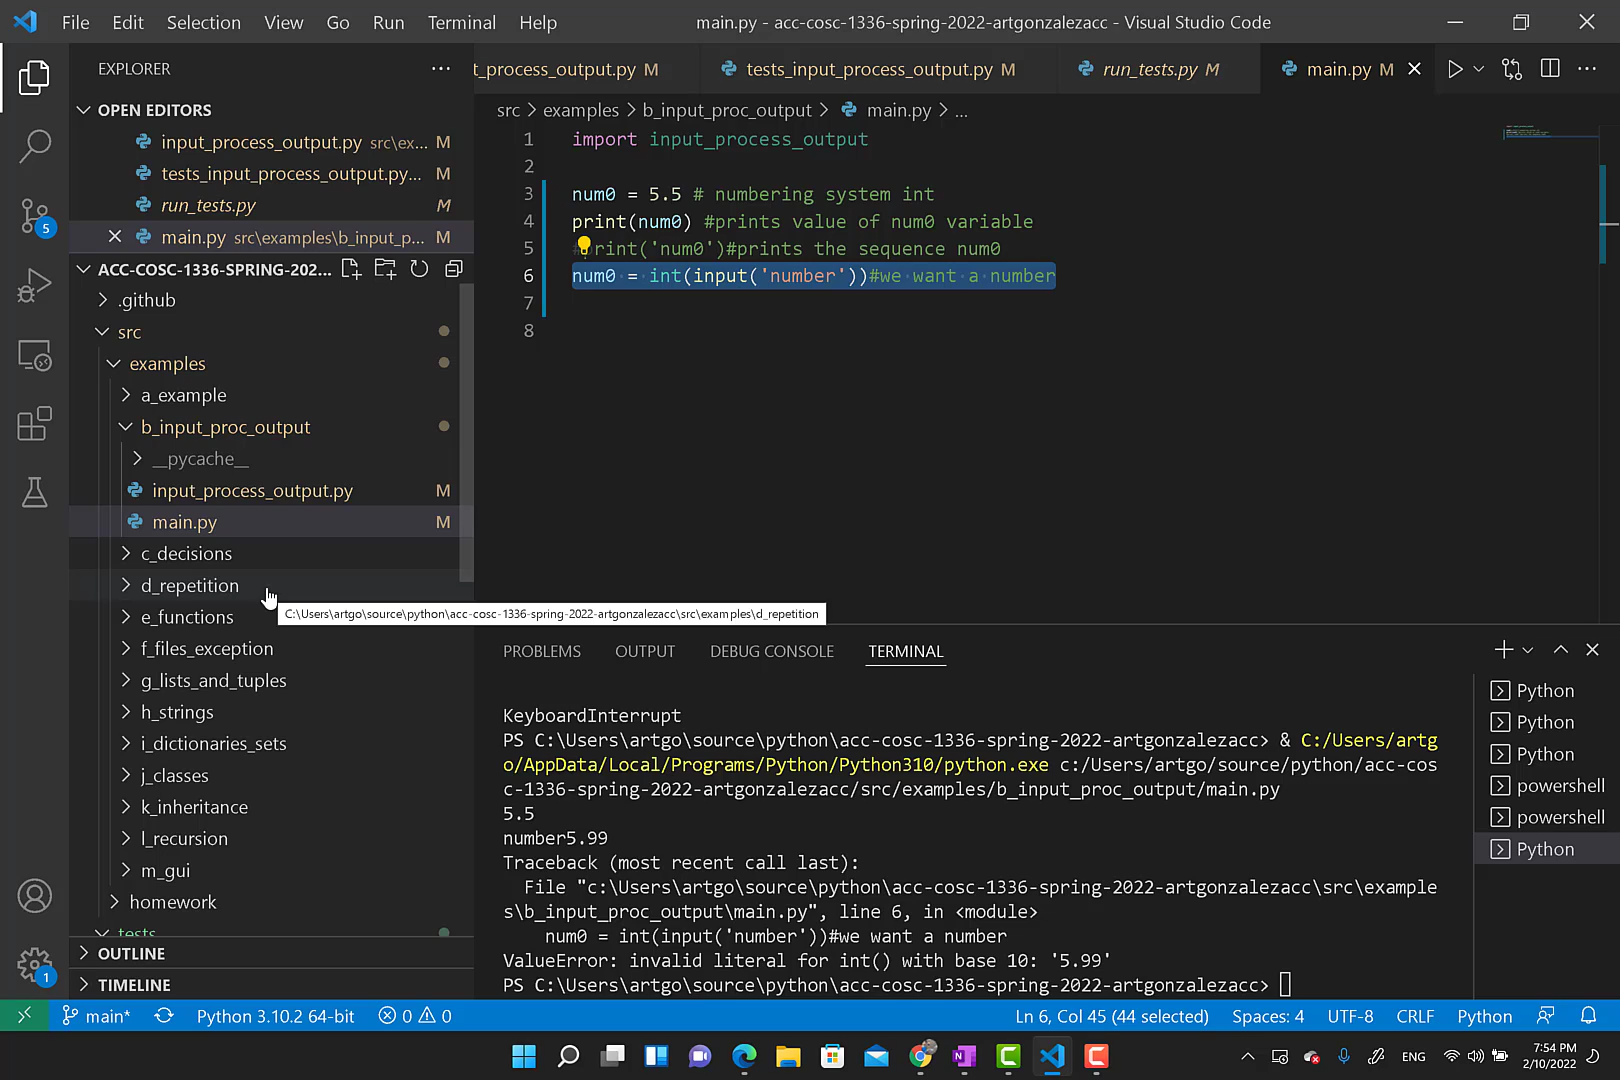 File Edit Selection View Go Run Terminal Help
main.py - acc-cosc-1336-spring-2022-artgonzalezacc - Visual Studio Code
EXPLORER
OPEN EDITORS
input_process_output.py src\ex... M
tests_input_process_output.py... M
run_tests.py M
main.py src\examples\b_input_p... M
ACC-COSC-1336-SPRING-202...
.github
src
examples
a_example
b_input_proc_output
__pycache__
input_process_output.py M
main.py M
c_decisions
d_repetition
e_functions
f_files_exception
g_lists_and_tuples
h_strings
i_dictionaries_sets
j_classes
k_inheritance
l_recursion
m_gui
homework
tests
OUTLINE
TIMELINE
5
1
C:\Users\artgo\source\python\acc-cosc-1336-spring-2022-artgonzalezacc\src\examples\d_repetition
t_process_output.py M tests_input_process_output.py M run_tests.py M main.py M
src > examples > b_input_proc_output > main.py > ...
1 import input_process_output
2
3 num0 = 5.5 # numbering system int
4 print(num0) #prints value of num0 variable
5 #print('num0')#prints the sequence num0
6 num0 = int(input('number'))#we want a number
7
8
PROBLEMS OUTPUT DEBUG CONSOLE TERMINAL
KeyboardInterrupt
PS C:\Users\artgo\source\python\acc-cosc-1336-spring-2022-artgonzalezacc> & C:/Users/artg
o/AppData/Local/Programs/Python/Python310/python.exe c:/Users/artgo/source/python/acc-cos
c-1336-spring-2022-artgonzalezacc/src/examples/b_input_proc_output/main.py
5.5
number5.99
Traceback (most recent call last):
File "c:\Users\artgo\source\python\acc-cosc-1336-spring-2022-artgonzalezacc\src\example
s\b_input_proc_output\main.py", line 6, in <module>
num0 = int(input('number'))#we want a number
ValueError: invalid literal for int() with base 10: '5.99'
PS C:\Users\artgo\source\python\acc-cosc-1336-spring-2022-artgonzalezacc>
Python
Python
Python
powershell
powershell
Python
main* Python 3.10.2 64-bit 0 0 Ln 6, Col 45 (44 selected) Spaces: 4 UTF-8 CRLF Python
ENG
7:54 PM
2/10/2022